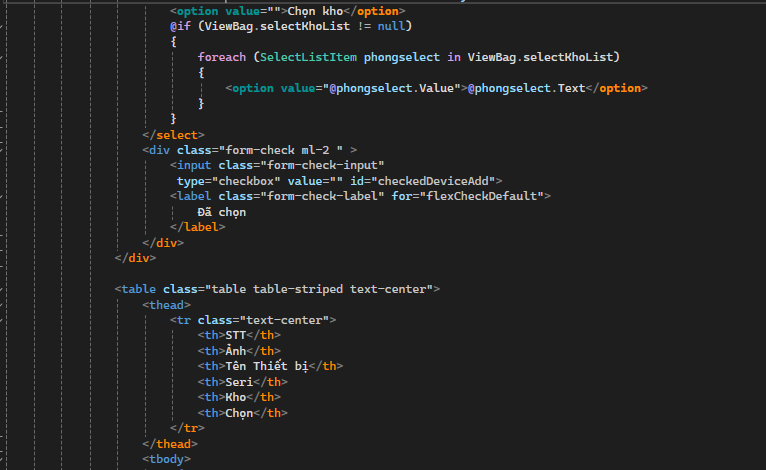 <option value="">Chọn kho</option>
@if (ViewBag.selectKhoList != null)
{
foreach (SelectListItem phongselect in ViewBag.selectKhoList)
{
<option value="@phongselect.Value">@phongselect.Text</option>
}
}
</select>
<div class="form-check ml-2 " >
<input class="form-check-input"
type="checkbox" value="" id="checkedDeviceAdd">
<label class="form-check-label" for="flexCheckDefault">
Đã chọn
</label>
</div>
</div>
<table class="table table-striped text-center">
<thead>
<tr class="text-center">
<th>STT</th>
<th>Ảnh</th>
<th>Tên Thiết bị</th>
<th>Seri</th>
<th>Kho</th>
<th>Chọn</th>
</tr>
</thead>
<tbody>